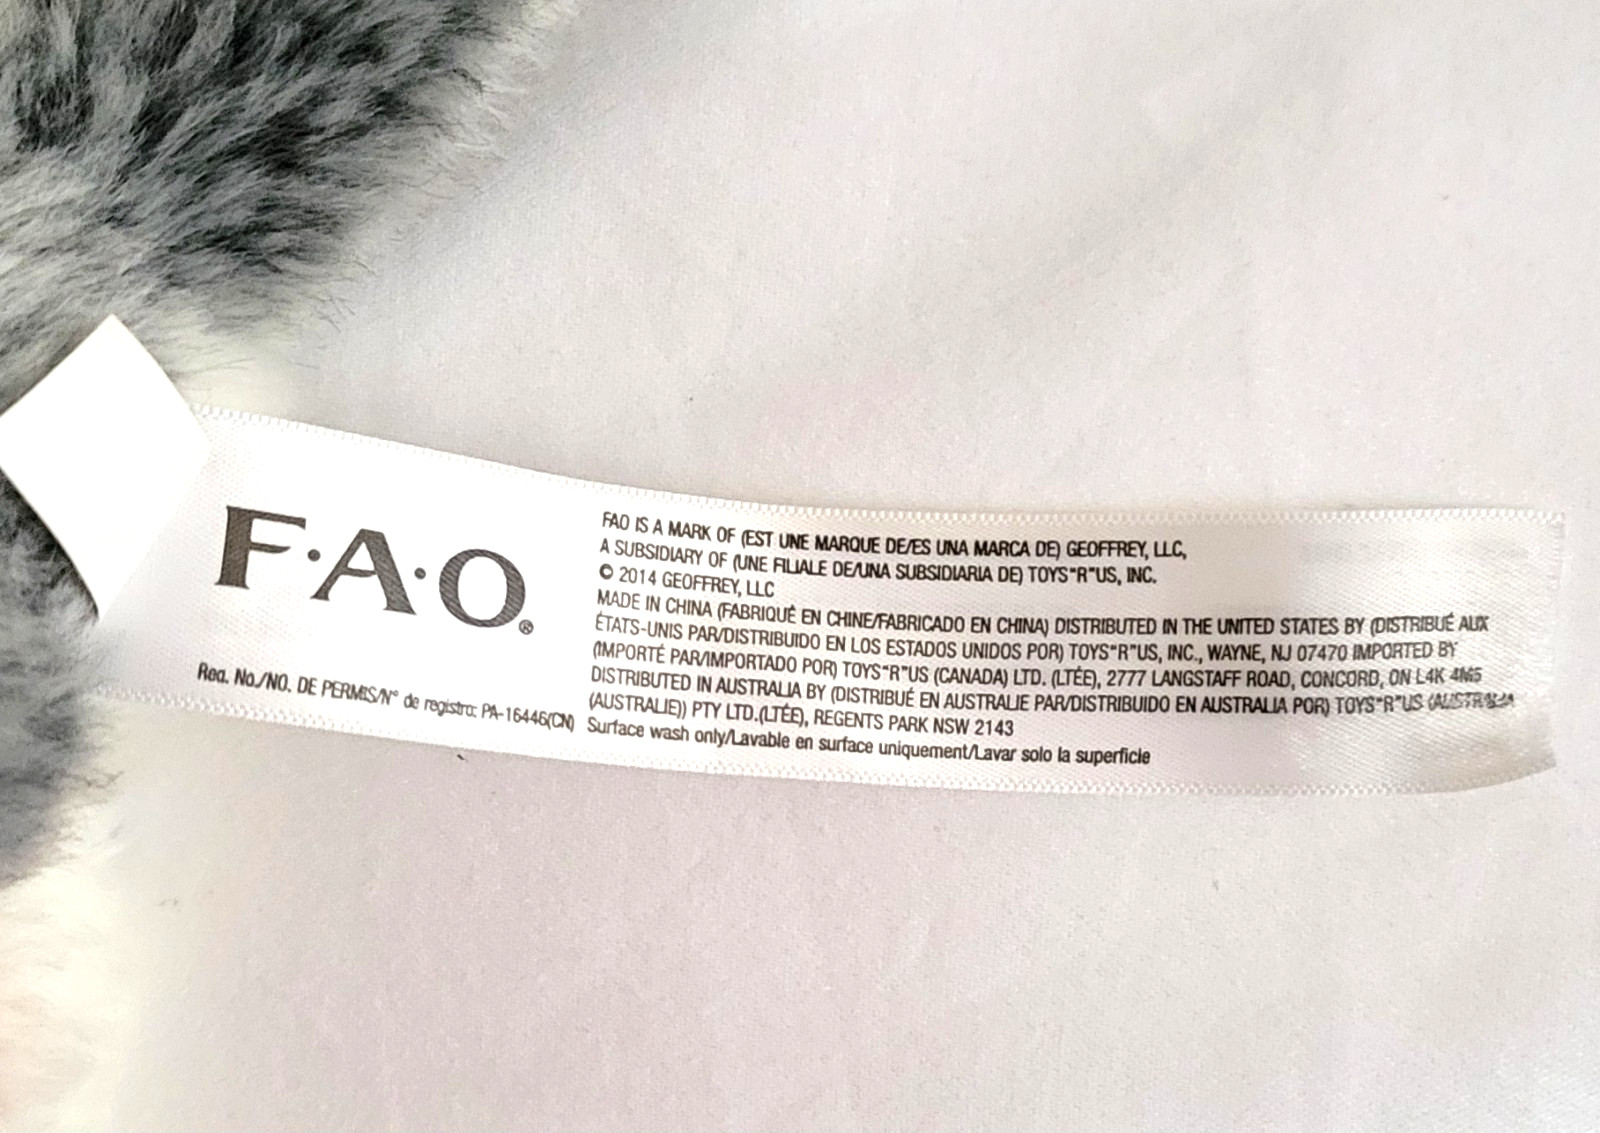 F·A·O®
Reg. No./NO. DE PERMIS/N° de registro: PA-16446(CN)
FAO IS A MARK OF (EST UNE MARQUE DE/ES UNA MARCA DE) GEOFFREY, LLC,
A SUBSIDIARY OF (UNE FILIALE DE/UNA SUBSIDIARIA DE) TOYS"R"US, INC.
© 2014 GEOFFREY, LLC
MADE IN CHINA (FABRIQUÉ EN CHINE/FABRICADO EN CHINA) DISTRIBUTED IN THE UNITED STATES BY (DISTRIBUÉ AUX
ÉTATS-UNIS PAR/DISTRIBUIDO EN LOS ESTADOS UNIDOS POR) TOYS"R"US, INC., WAYNE, NJ 07470 IMPORTED BY
(IMPORTÉ PAR/IMPORTADO POR) TOYS"R"US (CANADA) LTD. (LTÉE), 2777 LANGSTAFF ROAD, CONCORD, ON L4K 4M5
DISTRIBUTED IN AUSTRALIA BY (DISTRIBUÉ EN AUSTRALIE PAR/DISTRIBUIDO EN AUSTRALIA POR) TOYS"R"US (AUSTRALIA
(AUSTRALIE)) PTY LTD.(LTÉE), REGENTS PARK NSW 2143
Surface wash only/Lavable en surface uniquement/Lavar solo la superficie